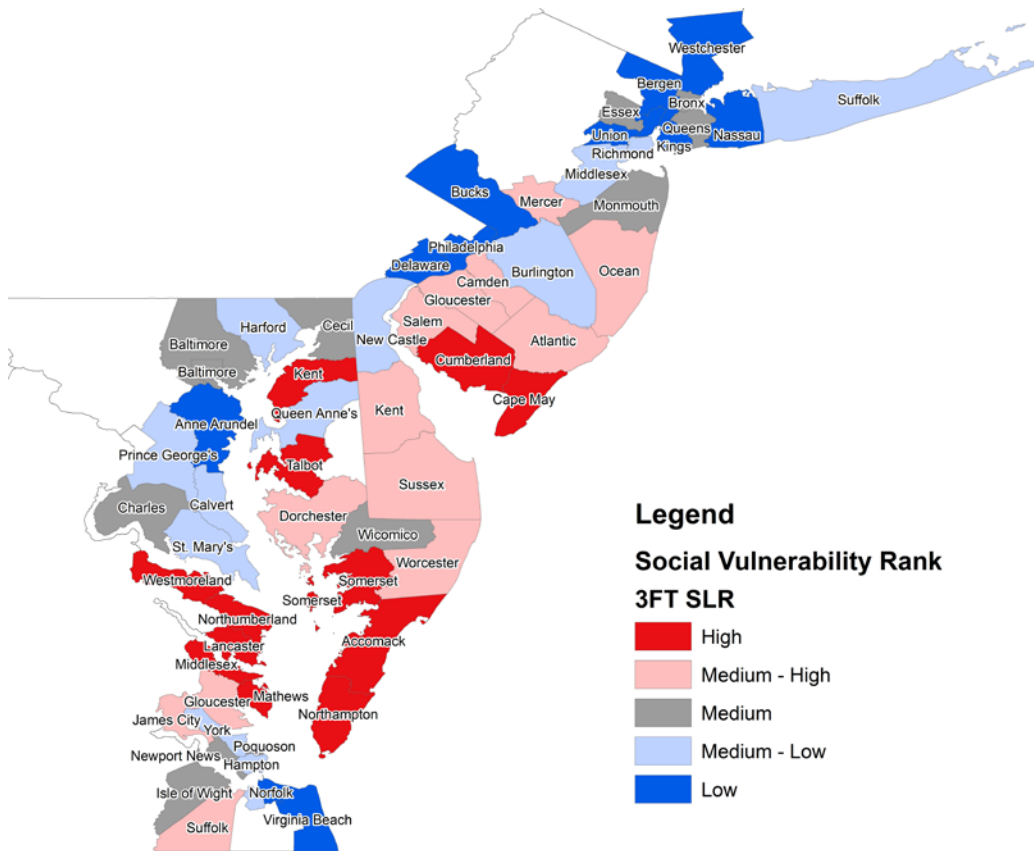 Westchester
Bergen
Suffolk
Bronx
Essex
Queens
Union
Nassau
Kings
Richmond
Middlesex
Bucks
Mercer
Monmouth
Philadelphia
Delaware
Burlington
Ocean
Camden
Gloucester
Salem
New Castle
Atlantic
Harford
Cecil
Baltimore
Cumberland
Baltimore
Kent
Cape May
Queen Anne's
Kent
Anne Arundel
Prince George's
Talbot
Sussex
Charles
Calvert
Dorchester
Wicomico
St. Mary's
Worcester
Westmoreland
Somerset
Somerset
Northumberland
Accomack
Lancaster
Middlesex
Mathews
Gloucester
Northampton
James City
York
Poquoson
Newport News
Hampton
Isle of Wight
Norfolk
Virginia Beach
Suffolk
Legend
Social Vulnerability Rank
3FT SLR
High
Medium - High
Medium
Medium - Low
Low